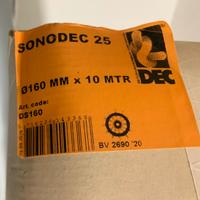 SONODEC 25
DEC
Ø160 MM x 10 MTR
Art. code:
DS160
BV 2690 '20